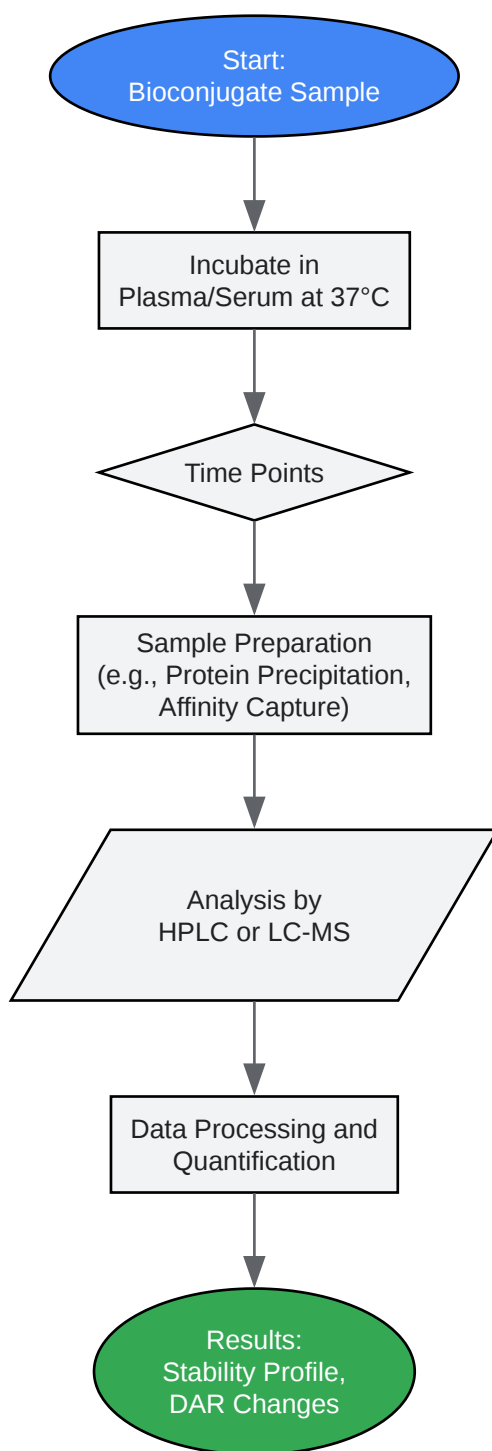 Start:
Bioconjugate Sample
Incubate in
Plasma/Serum at 37°C
Time Points
Sample Preparation
(e.g., Protein Precipitation,
Affinity Capture)
Analysis by
HPLC or LC-MS
Data Processing and
Quantification
Results:
Stability Profile,
DAR Changes